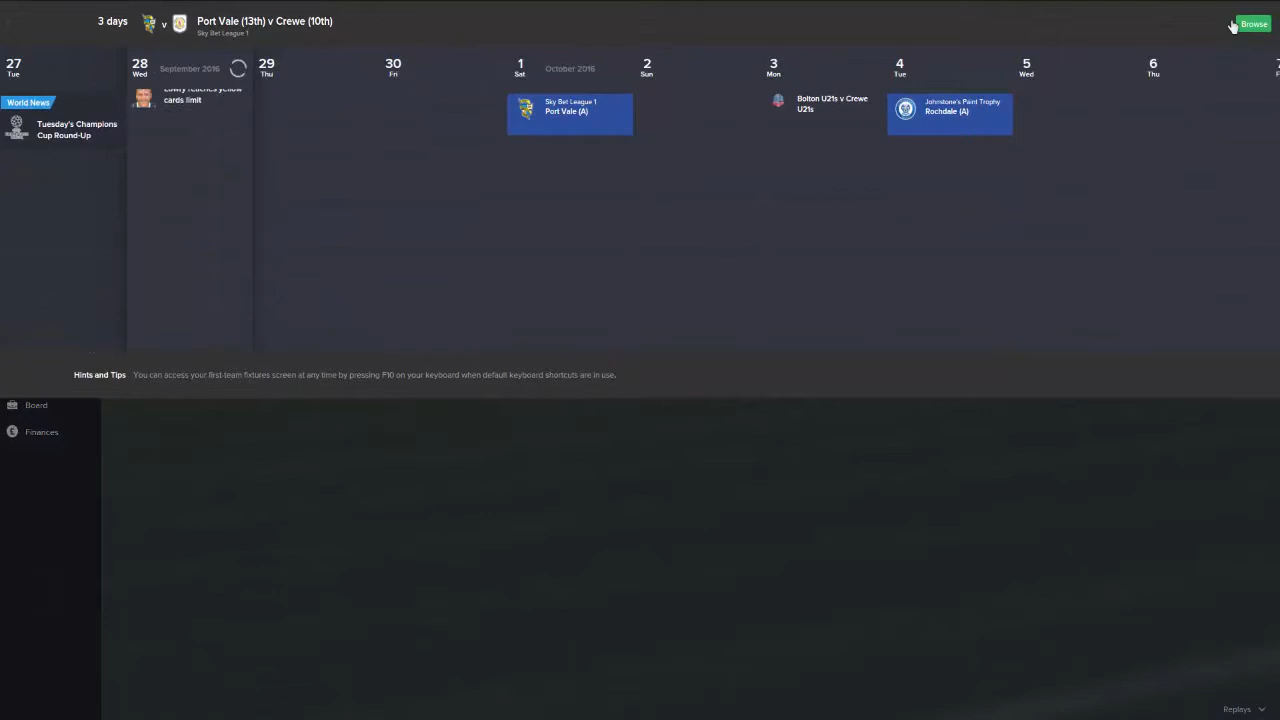 3 days
v
Port Vale (13th) v Crewe (10th)
Sky Bet League 1
Browse
27
Tue
28
Wed
September 2016
29
Thu
30
Fri
1
Sat
October 2016
2
Sun
3
Mon
4
Tue
5
Wed
6
Thu
World News
Tuesday's Champions
Cup Round-Up
Lowry reaches yellow
cards limit
Sky Bet League 1
Port Vale (A)
Bolton U21s v Crewe
U21s
Johnstone's Paint Trophy
Rochdale (A)
Hints and Tips You can access your first-team fixtures screen at any time by pressing F10 on your keyboard when default keyboard shortcuts are in use.
Board
Finances
Replays